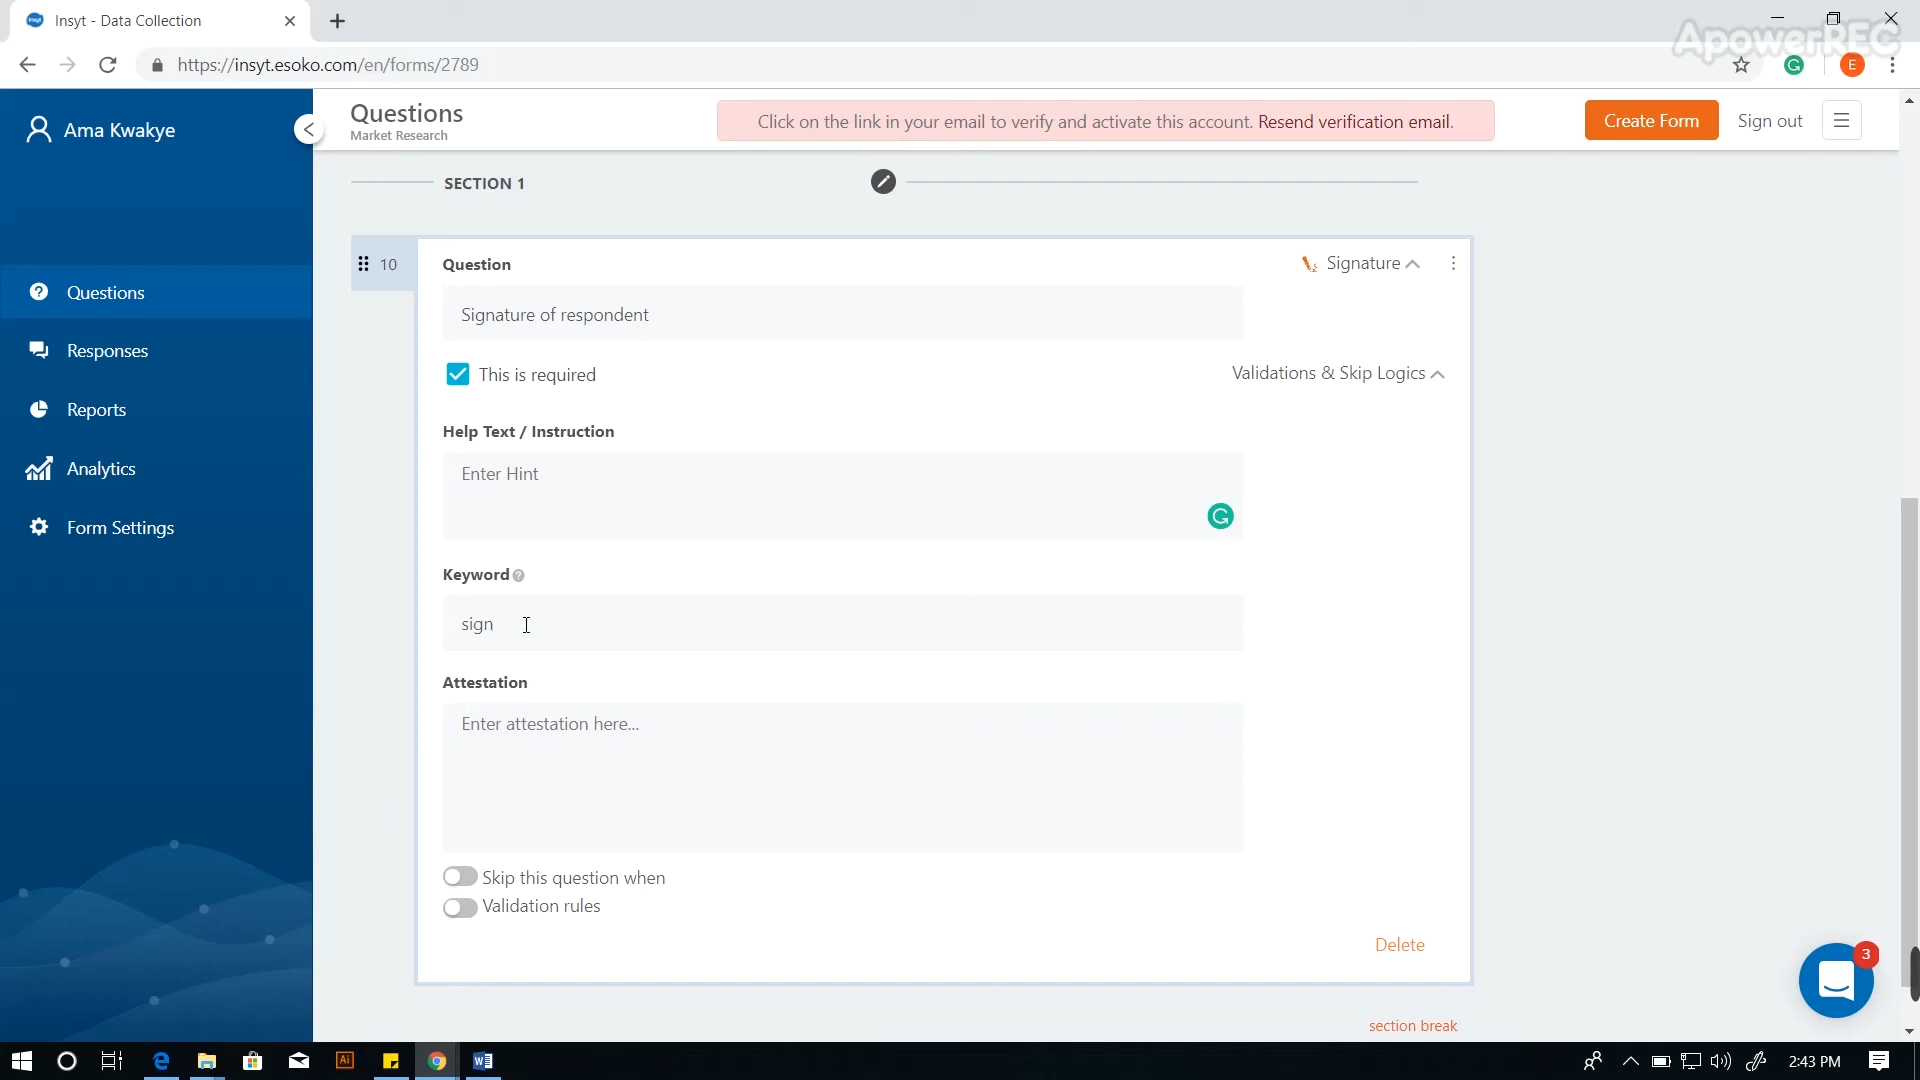 Insyt - Data Collection
ApowerREC
https://insyt.esoko.com/en/forms/2789
E
Ama Kwakye
Questions
Market Research
Click on the link in your email to verify and activate this account. Resend verification email.
Create Form
Sign out
SECTION 1
10
Question
Signature
Questions
Signature of respondent
Responses
This is required
Validations & Skip Logics
Reports
Help Text / Instruction
Analytics
Enter Hint
Form Settings
Keyword
sign
Attestation
Enter attestation here...
Skip this question when
Validation rules
Delete
3
section break
Ai
2:43 PM